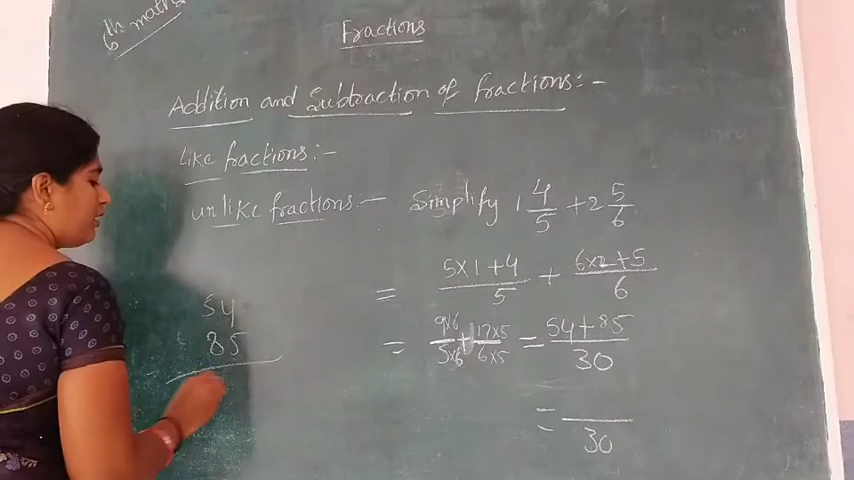 6th maths
Fractions
Addition and Subtraction of fractions:-
like fractions:-
unlike fractions:- Simplify 1 4/5 + 2 5/6
= 5x1+4/5 + 6x2+5/6
= 9x6/5x6 + 17x5/6x5 = 54+85/30
= /30
54
85